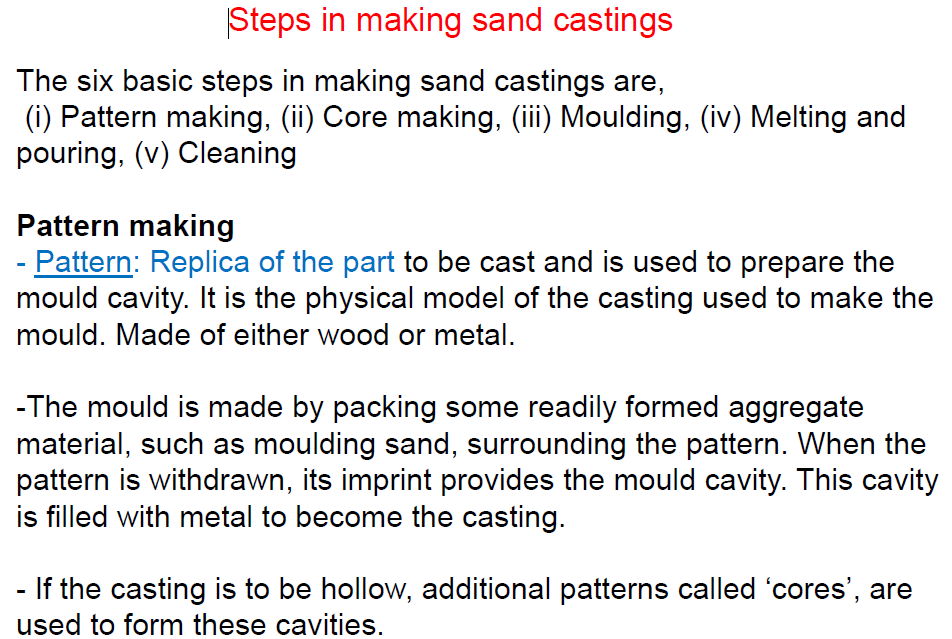 Steps in making sand castings
The six basic steps in making sand castings are,
(i) Pattern making, (ii) Core making, (iii) Moulding, (iv) Melting and
pouring, (v) Cleaning
Pattern making
- Pattern: Replica of the part to be cast and is used to prepare the
mould cavity. It is the physical model of the casting used to make the
mould. Made of either wood or metal.
-The mould is made by packing some readily formed aggregate
material, such as moulding sand, surrounding the pattern. When the
pattern is withdrawn, its imprint provides the mould cavity. This cavity
is filled with metal to become the casting.
- If the casting is to be hollow, additional patterns called ‘cores’, are
used to form these cavities.